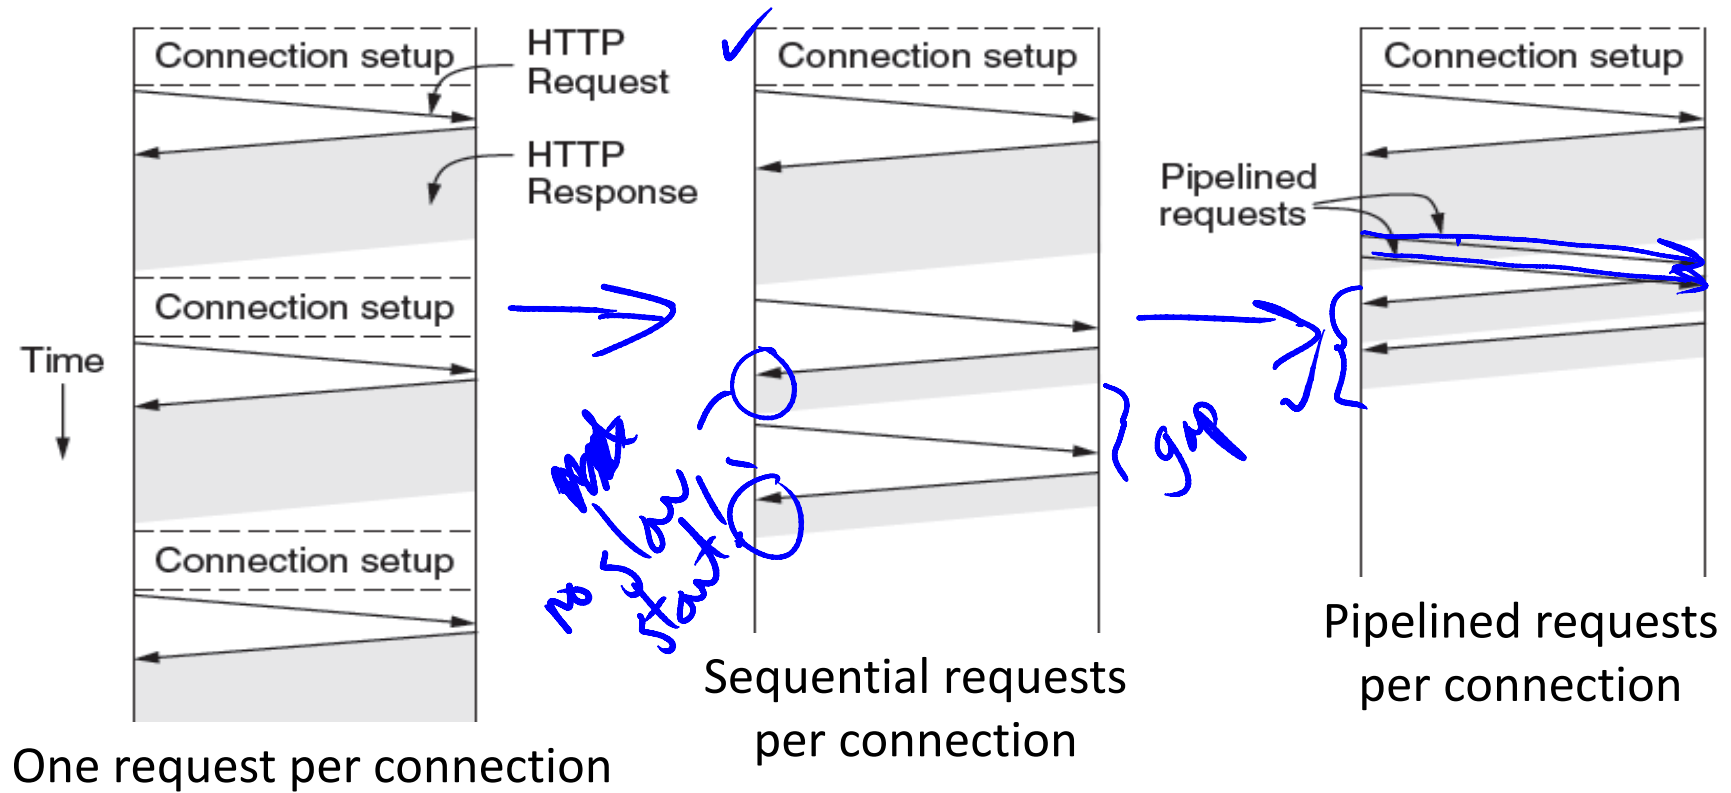 Connection setup
HTTP
Request
HTTP
Response
Connection setup
Connection setup
Time
One request per connection
Connection setup
no slow
start
gap
Sequential requests
per connection
Connection setup
Pipelined
requests
Pipelined requests
per connection